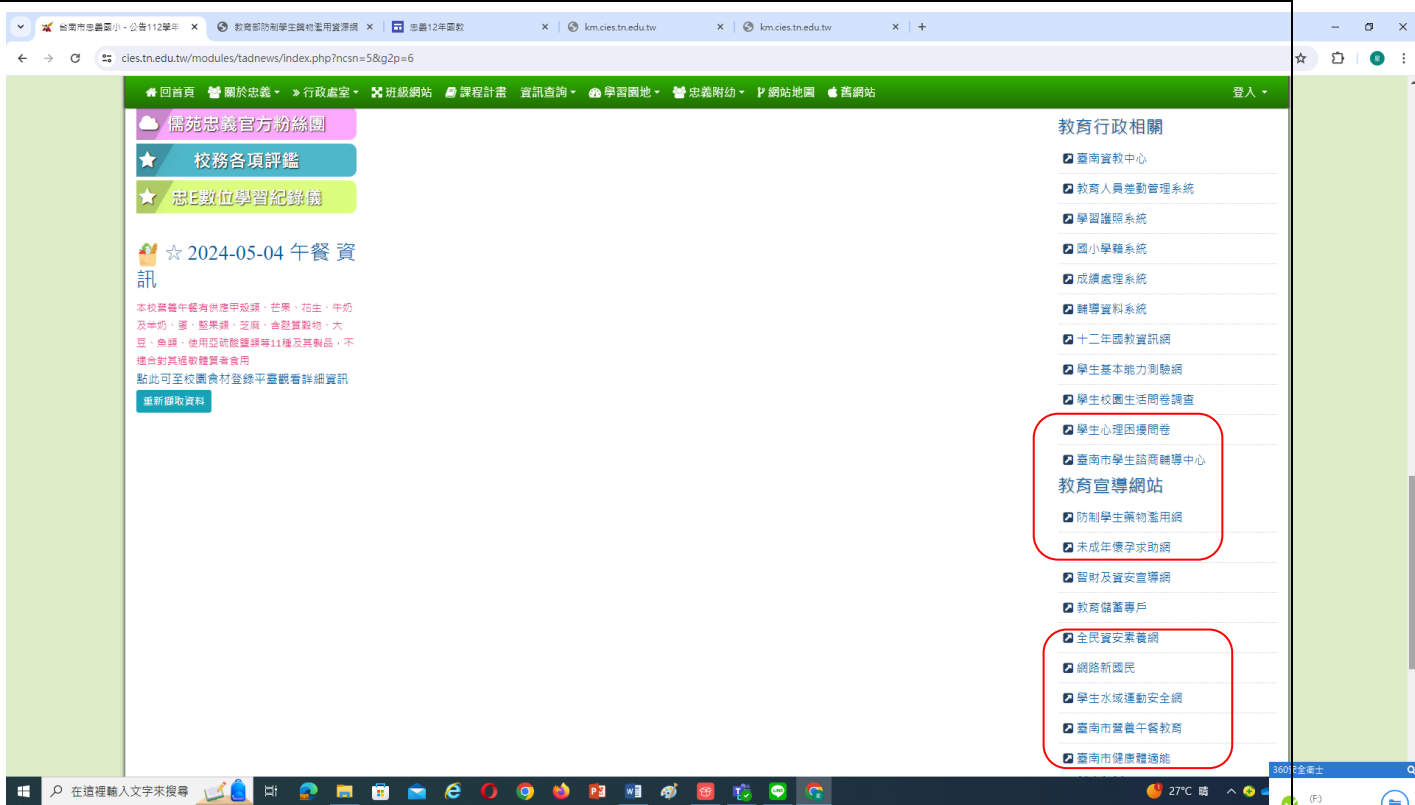 台南市忠義國小 - 公告112學年
教育部防制學生藥物濫用資源網
忠義12年國教
km.cies.tn.edu.tw
km.cies.tn.edu.tw
cies.tn.edu.tw/modules/tadnews/index.php?ncsn=5&g2p=6
回首頁 關於忠義 行政處室 班級網站 課程計畫 資訊查詢 學習園地 忠義附幼 網站地圖 舊網站 登入
儒苑忠義官方粉絲團
校務各項評鑑
忠E數位學習紀錄儀
☆ 2024-05-04 午餐 資
訊
本校營養午餐有供應甲殼類、芒果、花生、牛奶
及羊奶、蛋、堅果類、芝麻、含麩質穀物、大
豆、魚類、使用亞硫酸鹽類等11種及其製品，不
適合對其過敏體質者食用
點此可至校園食材登錄平臺觀看詳細資訊
重新擷取資料
教育行政相關
臺南資教中心
教育人員差勤管理系統
學習護照系統
國小學籍系統
成績處理系統
輔導資料系統
十二年國教資訊網
學生基本能力測驗網
學生校園生活問卷調查
學生心理困擾問卷
臺南市學生諮商輔導中心
教育宣導網站
防制學生藥物濫用網
未成年懷孕求助網
智財及資安宣導網
教育儲蓄專戶
全民資安素養網
網路新國民
學生水域運動安全網
臺南市營養午餐教育
臺南市健康體適能
360安全衛士
在這裡輸入文字來搜尋
27°C 晴
(F:)